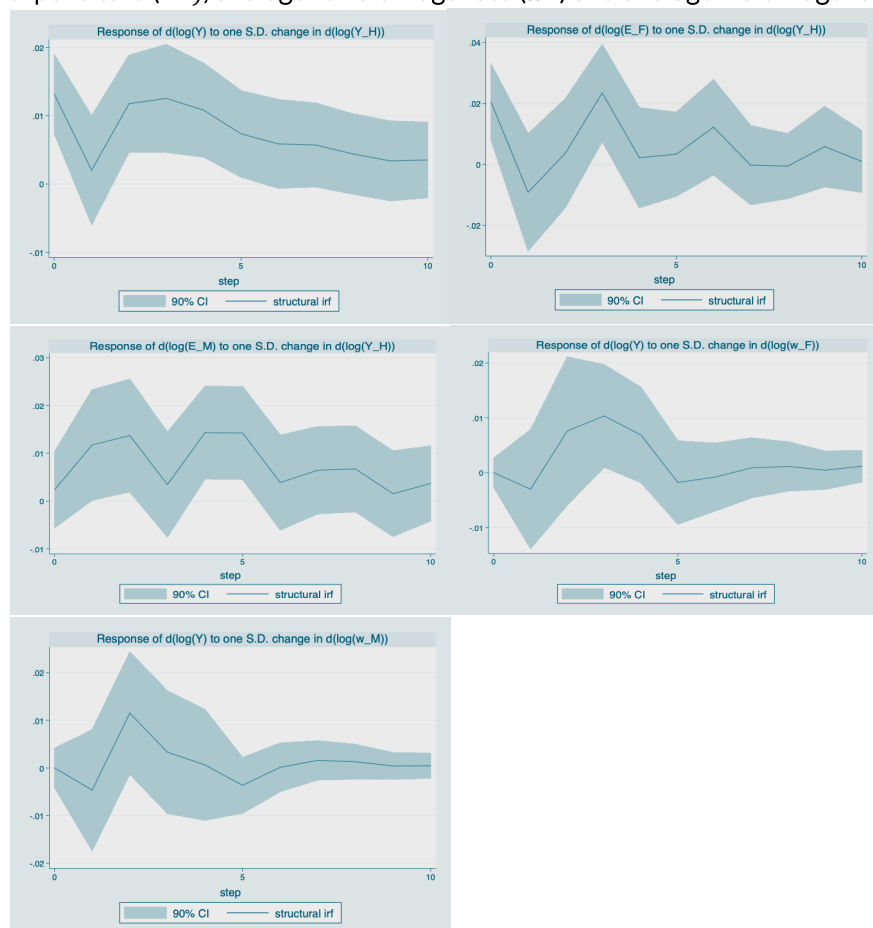 Response of d(log(Y) to one S.D. change in d(log(Y_H))
.02
.01
0
-.01
0 5 10
step
90% CI structural irf
Response of d(log(E_F) to one S.D. change in d(log(Y_H))
.04
.02
0
-.02
0 5 10
step
90% CI structural irf
Response of d(log(E_M) to one S.D. change in d(log(Y_H))
.03
.02
.01
0
-.01
0 5 10
step
90% CI structural irf
Response of d(log(Y) to one S.D. change in d(log(w_F))
.02
.01
0
-.01
0 5 10
step
90% CI structural irf
Response of d(log(Y) to one S.D. change in d(log(w_M))
.02
.01
0
-.01
-.02
0 5 10
step
90% CI structural irf